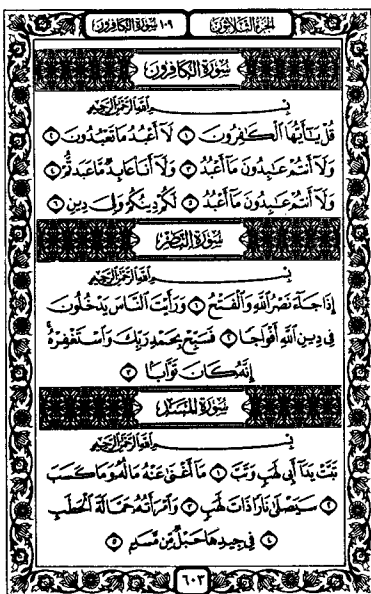 الجزء الثلاثون ١٠٩ سورة الكافرون
سُورَةُ الكافِرون
بِسْمِ اللَّهِ الرَّحْمَٰنِ الرَّحِيمِ
قُلْ يَٰٓأَيُّهَا ٱلْكَٰفِرُونَ ١ لَآ أَعْبُدُ مَا تَعْبُدُونَ ٢
وَلَآ أَنتُمْ عَٰبِدُونَ مَآ أَعْبُدُ ٣ وَلَآ أَنَا۠ عَابِدٌ مَّا عَبَدتُّمْ ٤
وَلَآ أَنتُمْ عَٰبِدُونَ مَآ أَعْبُدُ ٥ لَكُمْ دِينُكُمْ وَلِىَ دِينِ ٦
سُورَةُ النَّصْر
بِسْمِ اللَّهِ الرَّحْمَٰنِ الرَّحِيمِ
إِذَا جَآءَ نَصْرُ ٱللَّهِ وَٱلْفَتْحُ ١ وَرَأَيْتَ ٱلنَّاسَ يَدْخُلُونَ
فِى دِينِ ٱللَّهِ أَفْوَاجًا ٢ فَسَبِّحْ بِحَمْدِ رَبِّكَ وَٱسْتَغْفِرْهُ ۚ
إِنَّهُۥ كَانَ تَوَّابًۢا ٣
سُورَةُ المَسَد
بِسْمِ اللَّهِ الرَّحْمَٰنِ الرَّحِيمِ
تَبَّتْ يَدَآ أَبِى لَهَبٍ وَتَبَّ ١ مَآ أَغْنَىٰ عَنْهُ مَالُهُۥ وَمَا كَسَبَ
٢ سَيَصْلَىٰ نَارًا ذَاتَ لَهَبٍ ٣ وَٱمْرَأَتُهُۥ حَمَّالَةَ ٱلْحَطَبِ
٤ فِى جِيدِهَا حَبْلٌ مِّن مَّسَدٍۭ ٥
٦٠٣